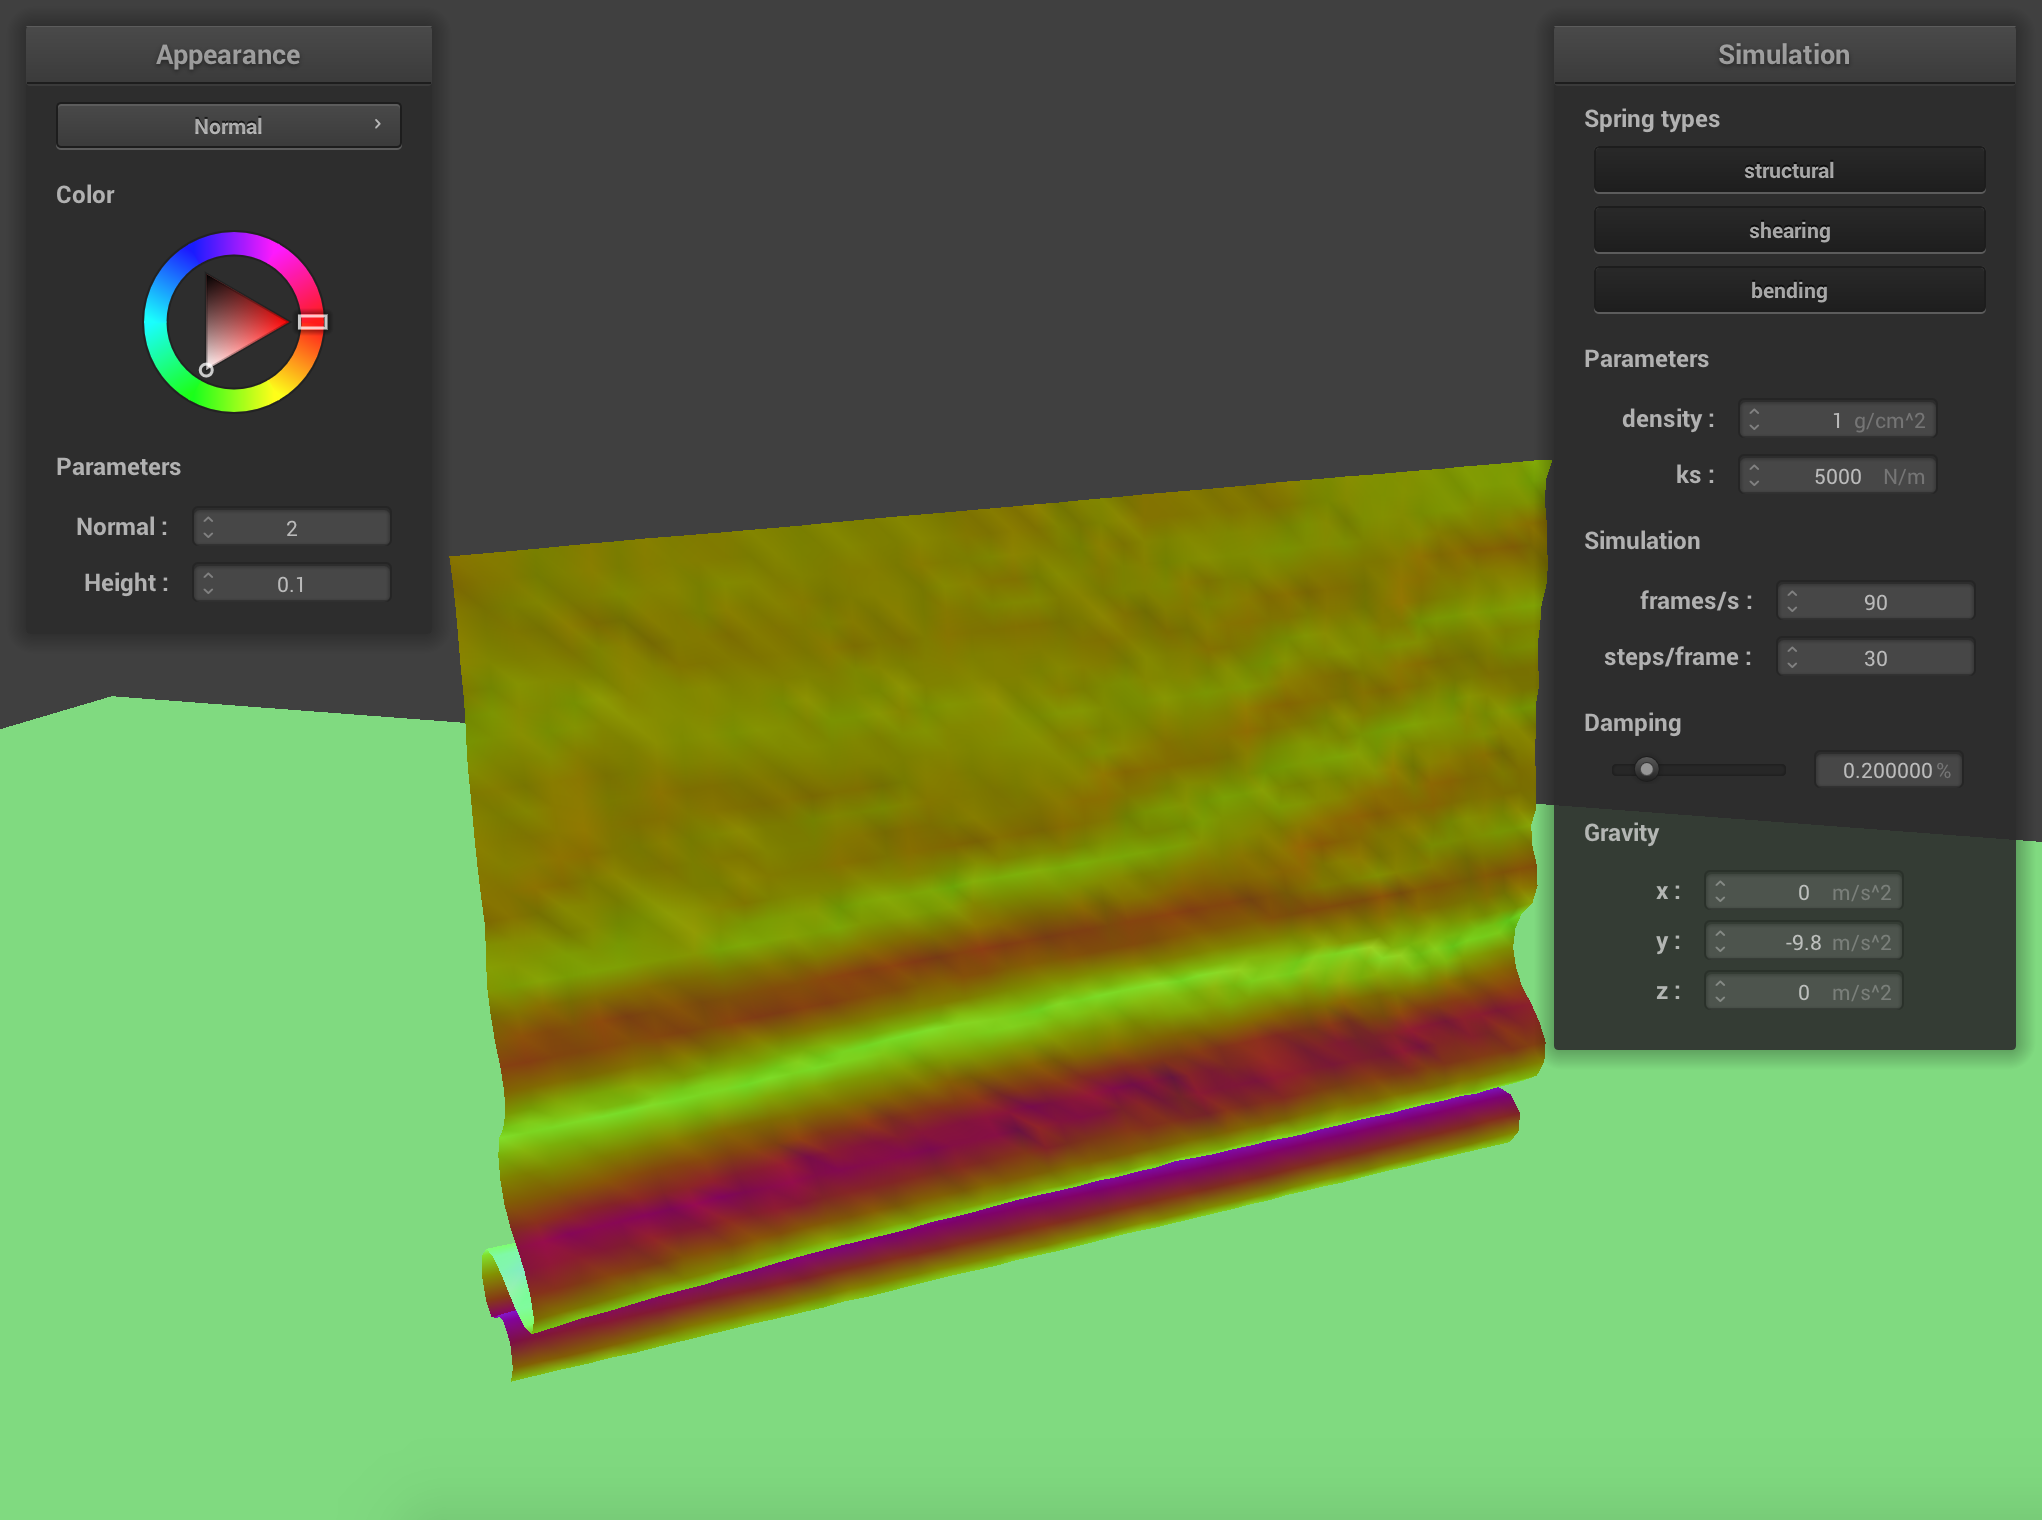 Appearance
Normal
Color
Parameters
Normal : 2
Height : 0.1
Simulation
Spring types
structural
shearing
bending
Parameters
density : 1 g/cm^2
ks : 5000 N/m
Simulation
frames/s : 90
steps/frame : 30
Damping
0.200000 %
Gravity
x : 0 m/s^2
y : -9.8 m/s^2
z : 0 m/s^2